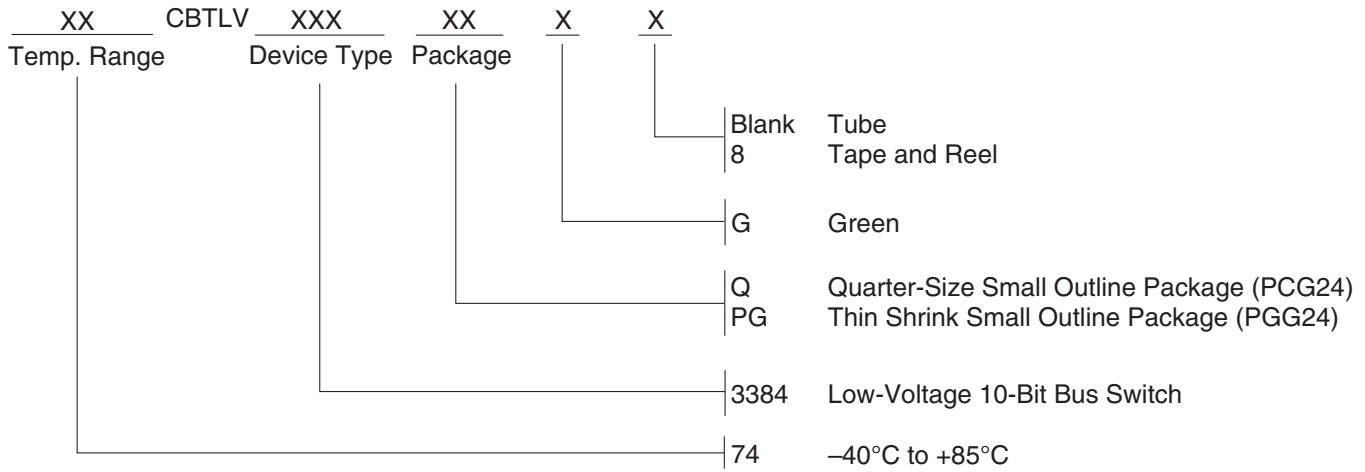 XX CBTLV XXX XX X X
Temp. Range Device Type Package
Blank Tube
8 Tape and Reel
G Green
Q Quarter-Size Small Outline Package (PCG24)
PG Thin Shrink Small Outline Package (PGG24)
3384 Low-Voltage 10-Bit Bus Switch
74 –40°C to +85°C